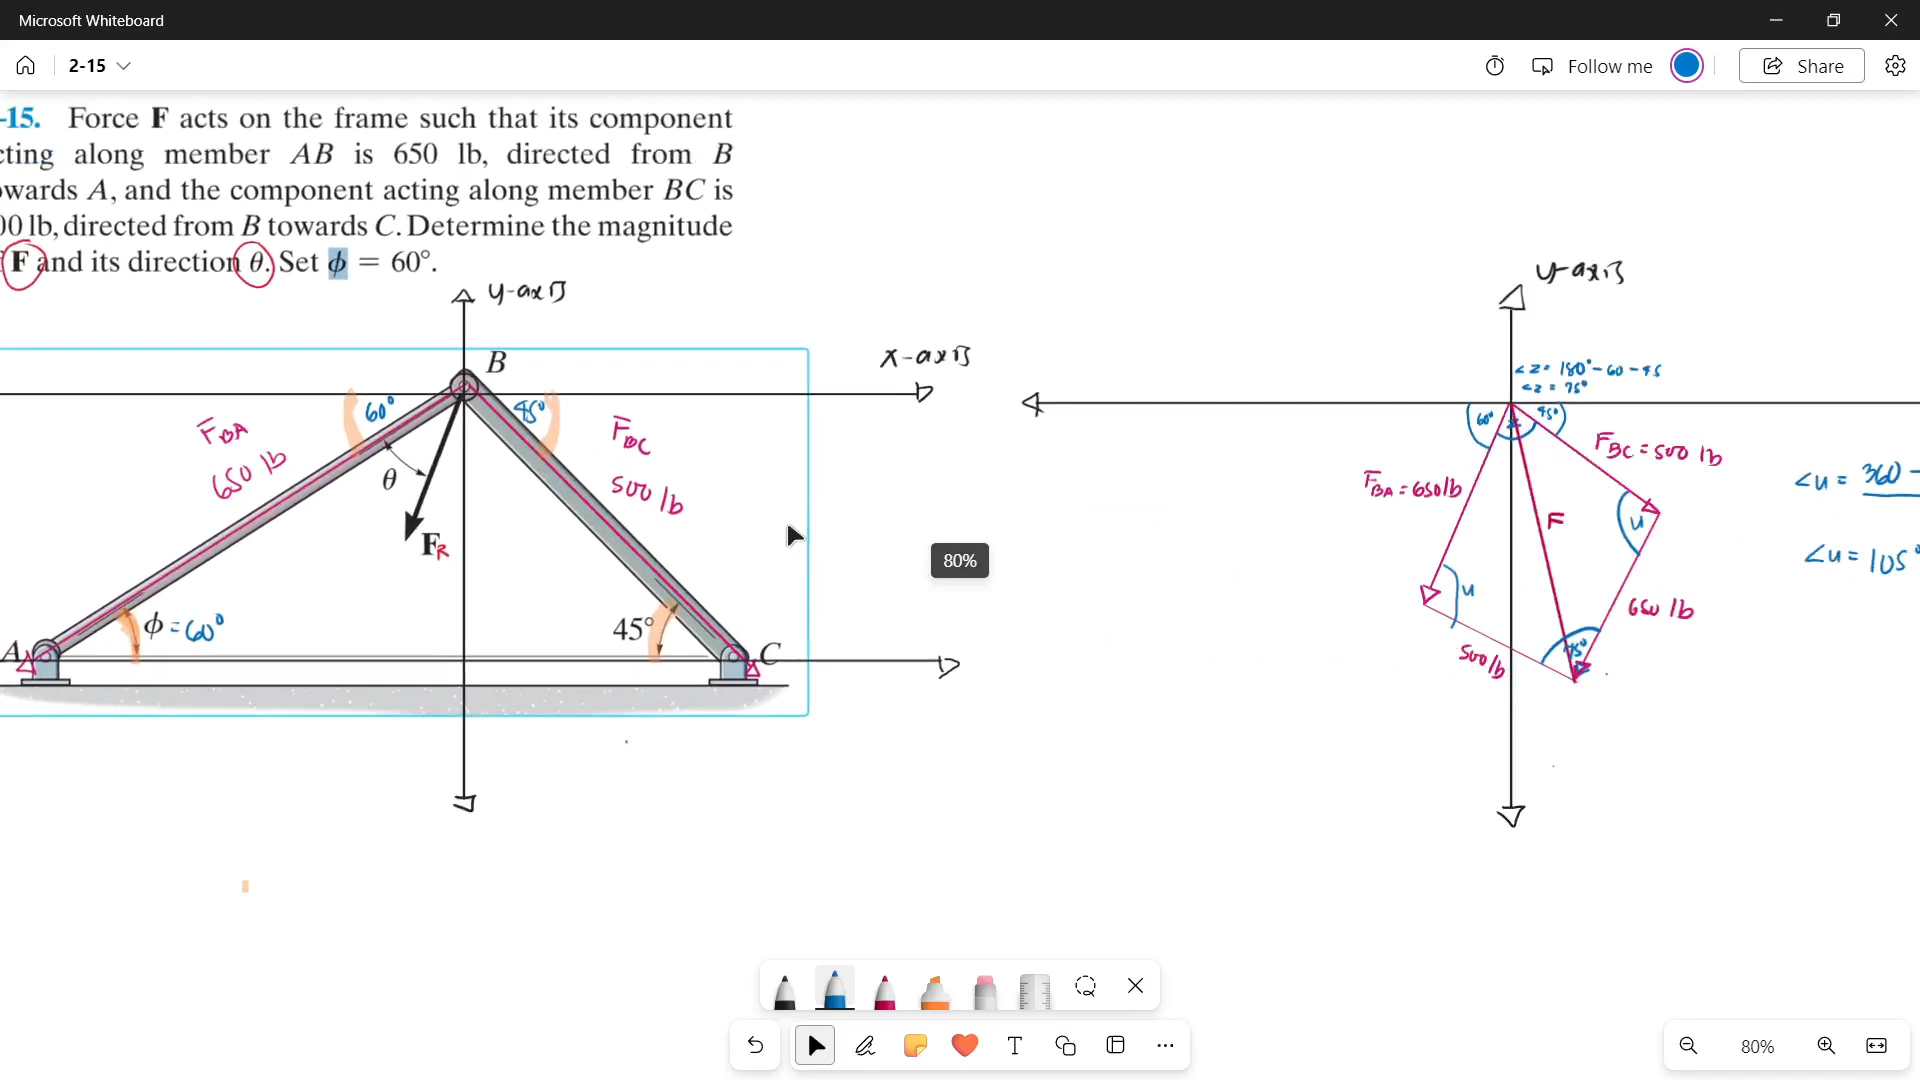 Microsoft Whiteboard
2-15
Follow me
Share
-15. Force F acts on the frame such that its component
cting along member AB is 650 lb, directed from B
owards A, and the component acting along member BC is
00 lb, directed from B towards C. Determine the magnitude
F and its direction θ. Set ϕ = 60°.
y-axis
x-axis
B
60°
45°
F_BA
650 lb
F_BC
500 lb
θ
F_R
ϕ = 60°
45°
A
C
80%
y-axis
<z = 180° - 60 - 45
<z = 75°
60°
z
45°
F_BC = 500 lb
F_BA = 650 lb
F
u
u
650 lb
500 lb
75°
<u = 360 -
<u = 105°
T
80%